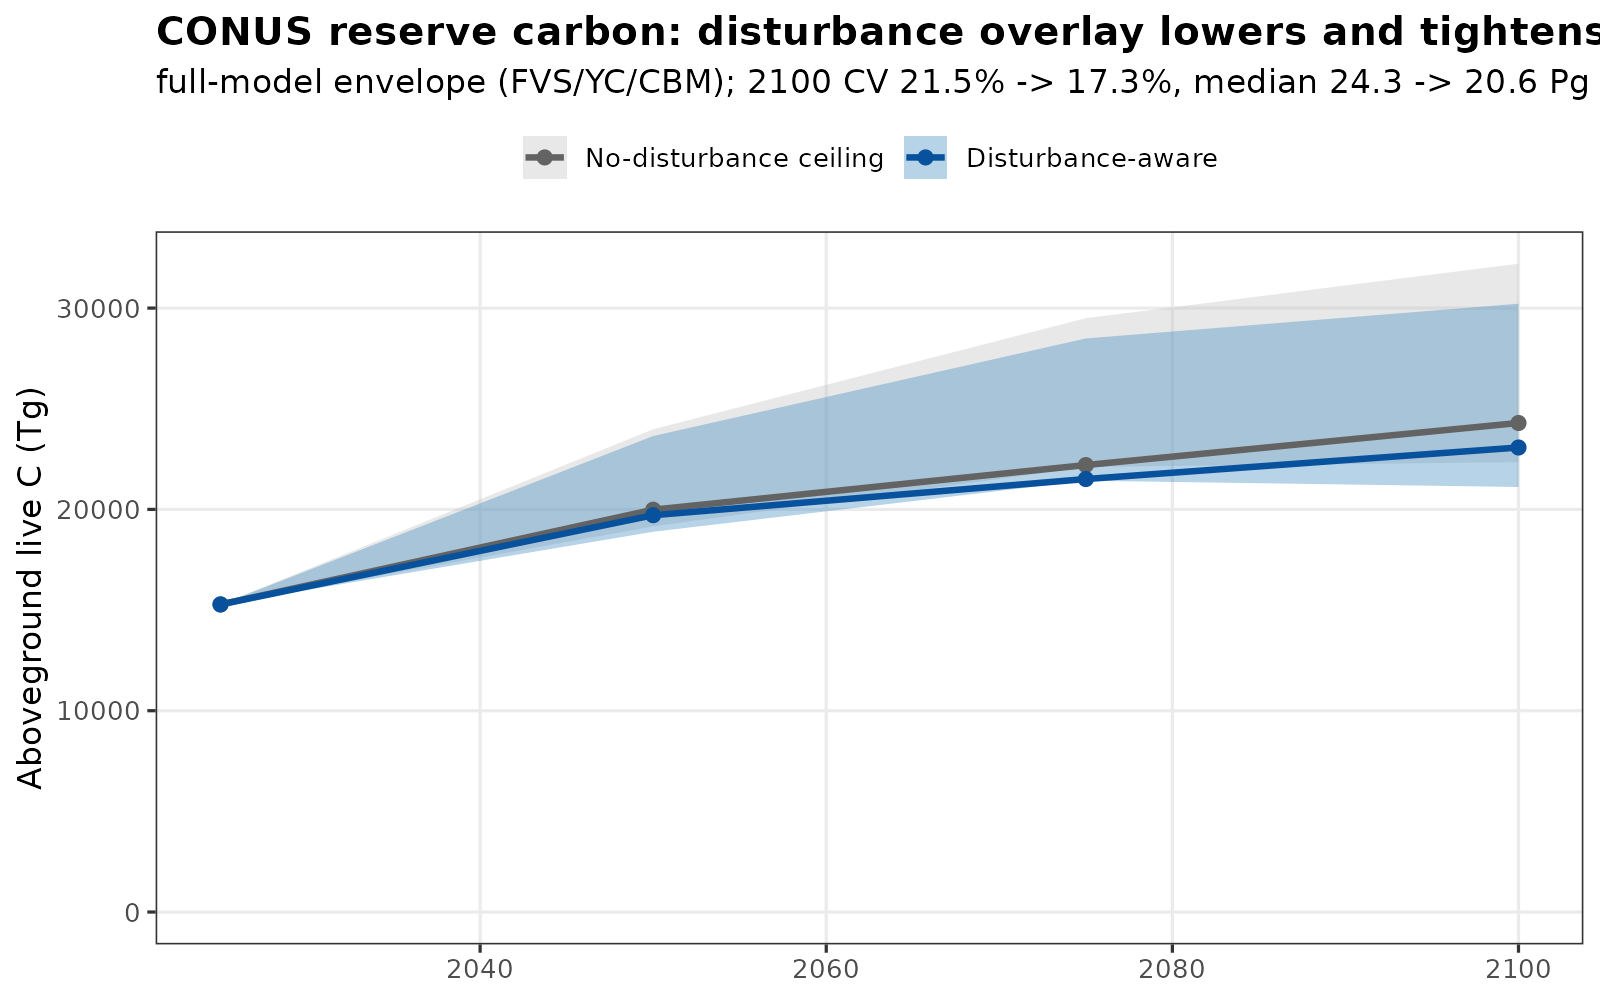 CONUS reserve carbon: disturbance overlay lowers and tightens
full-model envelope (FVS/YC/CBM); 2100 CV 21.5% -> 17.3%, median 24.3 -> 20.6 Pg
No-disturbance ceiling
Disturbance-aware
Aboveground live C (Tg)
30000
20000
10000
0
2040
2060
2080
2100